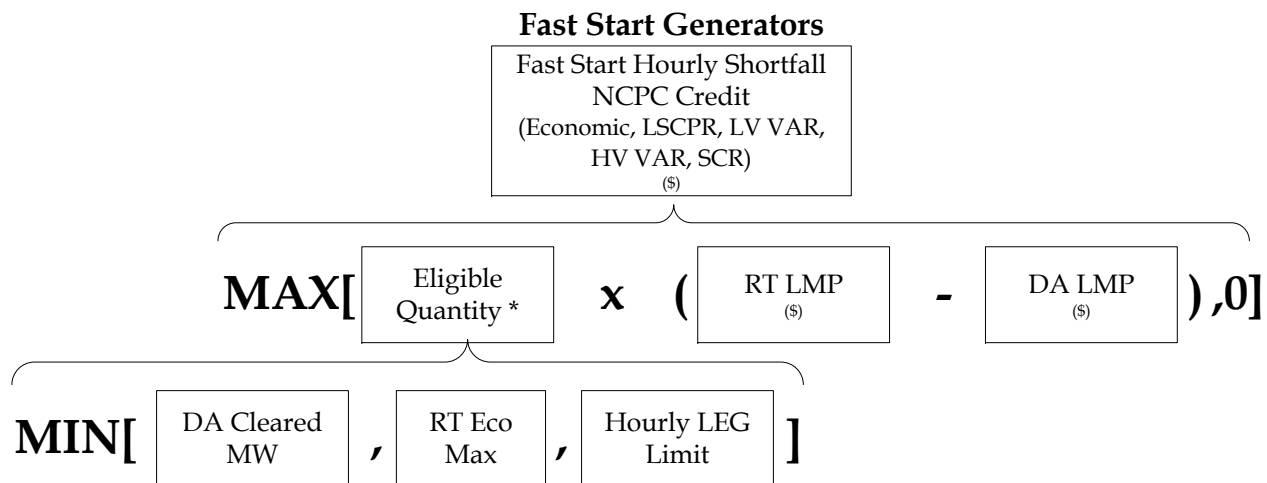 Fast Start Generators
Fast Start Hourly Shortfall
NCPC Credit
(Economic, LSCPR, LV VAR,
HV VAR, SCR)
($)
MAX[ Eligible Quantity * x ( RT LMP ($) - DA LMP ($) ) ,0]
MIN[ DA Cleared MW , RT Eco Max , Hourly LEG Limit ]